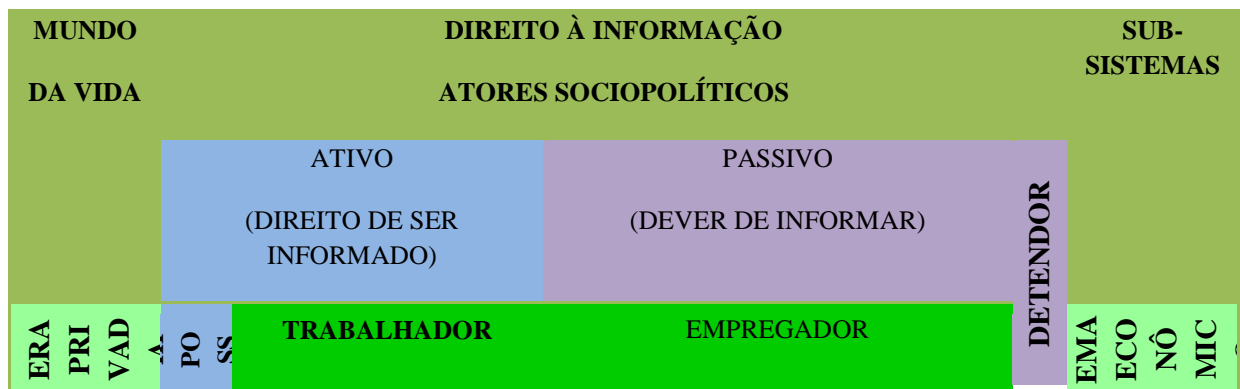 MUNDO
DA VIDA
DIREITO À INFORMAÇÃO
ATORES SOCIOPOLÍTICOS
SUB-
SISTEMAS
ATIVO
(DIREITO DE SER
INFORMADO)
PASSIVO
(DEVER DE INFORMAR)
DETENDOR
ERA
PRI
VAD
PO
SS
TRABALHADOR
EMPREGADOR
EMA
ECO
NÔ
MIC